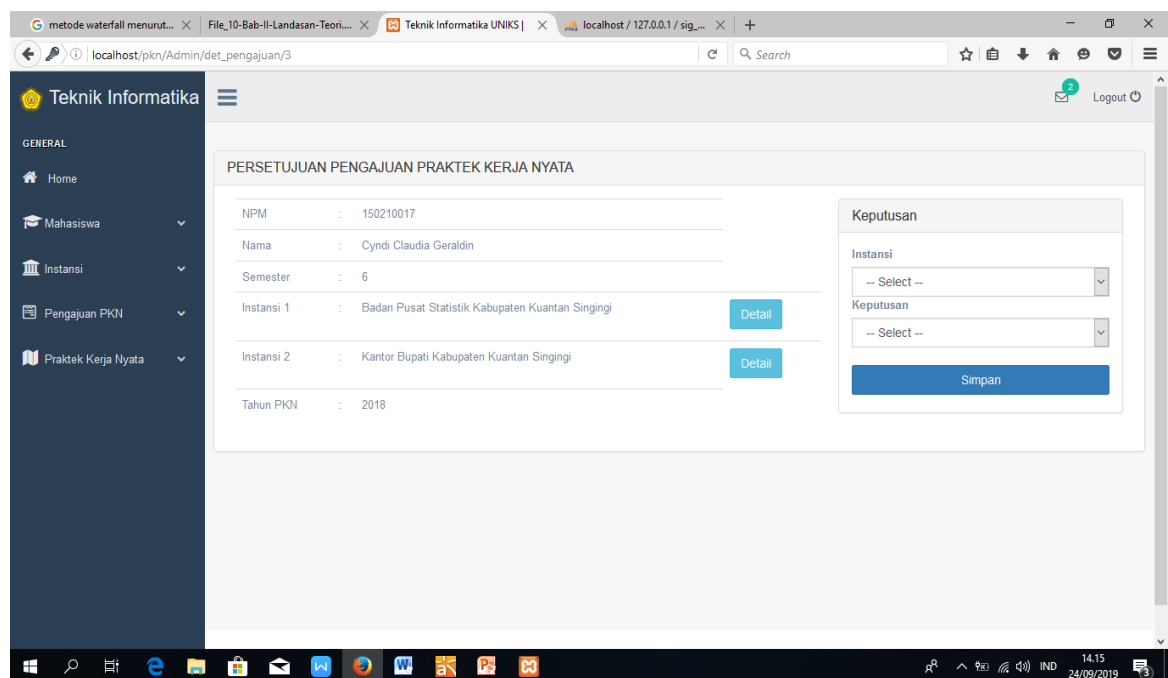 metode waterfall menurut...
File_10-Bab-II-Landasan-Teori....
Teknik Informatika UNIKS |
localhost / 127.0.0.1 / sig_...
localhost/pkn/Admin/det_pengajuan/3
Search
Teknik Informatika
2
Logout
GENERAL
Home
Mahasiswa
Instansi
Pengajuan PKN
Praktek Kerja Nyata
PERSETUJUAN PENGAJUAN PRAKTEK KERJA NYATA
NPM : 150210017
Nama : Cyndi Claudia Geraldin
Semester : 6
Instansi 1 : Badan Pusat Statistik Kabupaten Kuantan Singingi Detail
Instansi 2 : Kantor Bupati Kabupaten Kuantan Singingi Detail
Tahun PKN : 2018
Keputusan
Instansi
-- Select --
Keputusan
-- Select --
Simpan
IND
14.15
24/09/2019
3